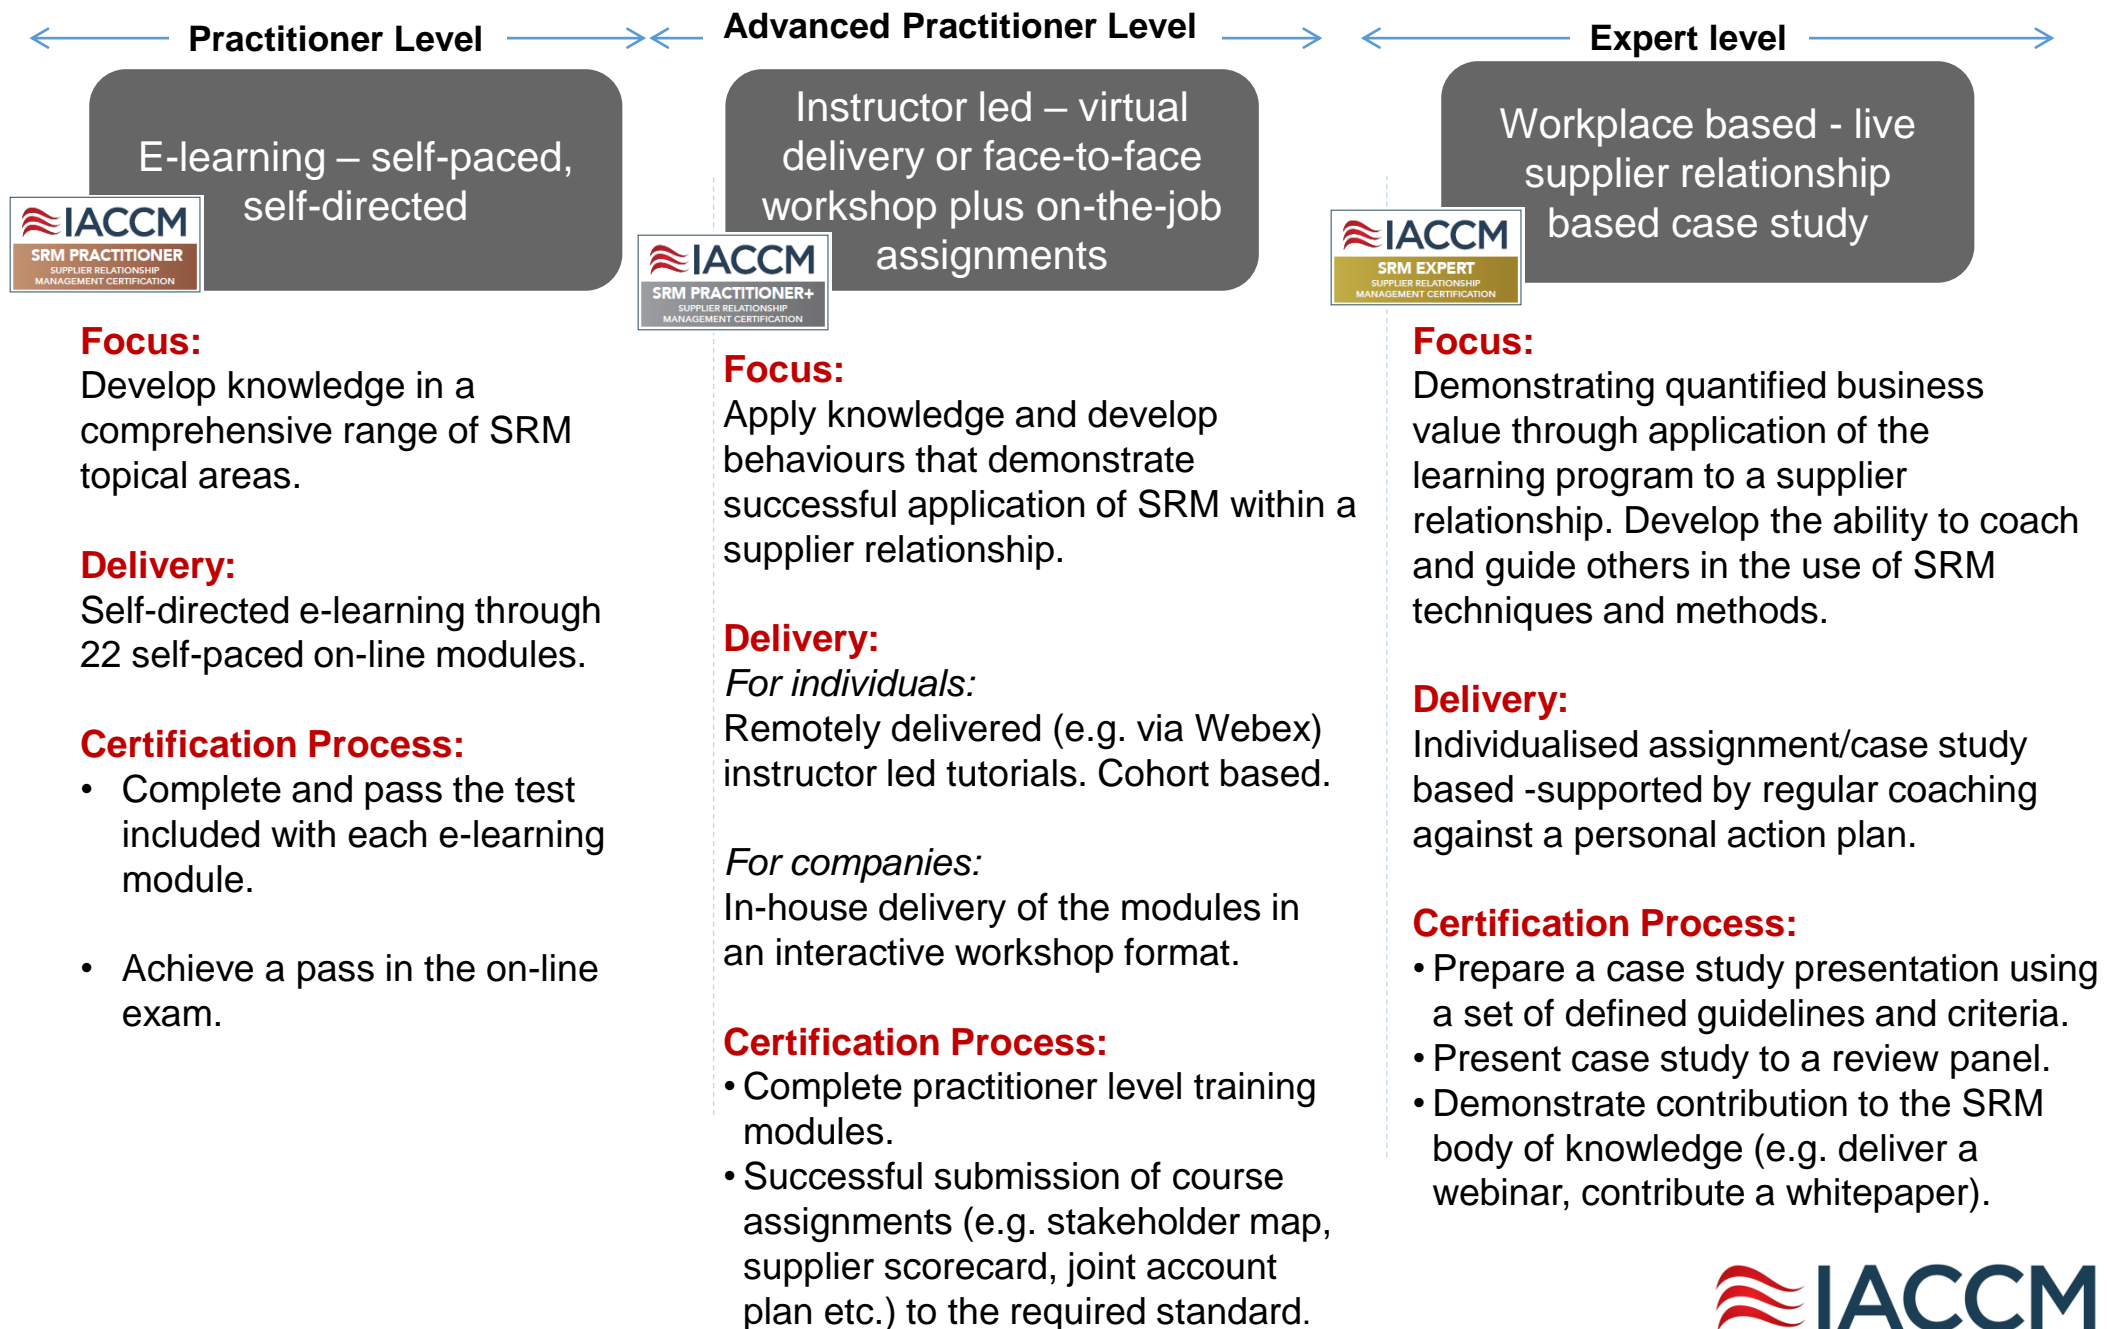 Practitioner Level
E-learning – self-paced,
self-directed
IACCM
SRM PRACTITIONER
SUPPLIER RELATIONSHIP
MANAGEMENT CERTIFICATION
Focus:
Develop knowledge in a
comprehensive range of SRM
topical areas.
Delivery:
Self-directed e-learning through
22 self-paced on-line modules.
Certification Process:
• Complete and pass the test
included with each e-learning
module.
• Achieve a pass in the on-line
exam.
Advanced Practitioner Level
Instructor led – virtual
delivery or face-to-face
workshop plus on-the-job
assignments
IACCM
SRM PRACTITIONER+
SUPPLIER RELATIONSHIP
MANAGEMENT CERTIFICATION
Focus:
Apply knowledge and develop
behaviours that demonstrate
successful application of SRM within a
supplier relationship.
Delivery:
For individuals:
Remotely delivered (e.g. via Webex)
instructor led tutorials. Cohort based.
For companies:
In-house delivery of the modules in
an interactive workshop format.
Certification Process:
• Complete practitioner level training
modules.
• Successful submission of course
assignments (e.g. stakeholder map,
supplier scorecard, joint account
plan etc.) to the required standard.
Expert level
Workplace based - live
supplier relationship
based case study
IACCM
SRM EXPERT
SUPPLIER RELATIONSHIP
MANAGEMENT CERTIFICATION
Focus:
Demonstrating quantified business
value through application of the
learning program to a supplier
relationship. Develop the ability to coach
and guide others in the use of SRM
techniques and methods.
Delivery:
Individualised assignment/case study
based -supported by regular coaching
against a personal action plan.
Certification Process:
• Prepare a case study presentation using
a set of defined guidelines and criteria.
• Present case study to a review panel.
• Demonstrate contribution to the SRM
body of knowledge (e.g. deliver a
webinar, contribute a whitepaper).
IACCM